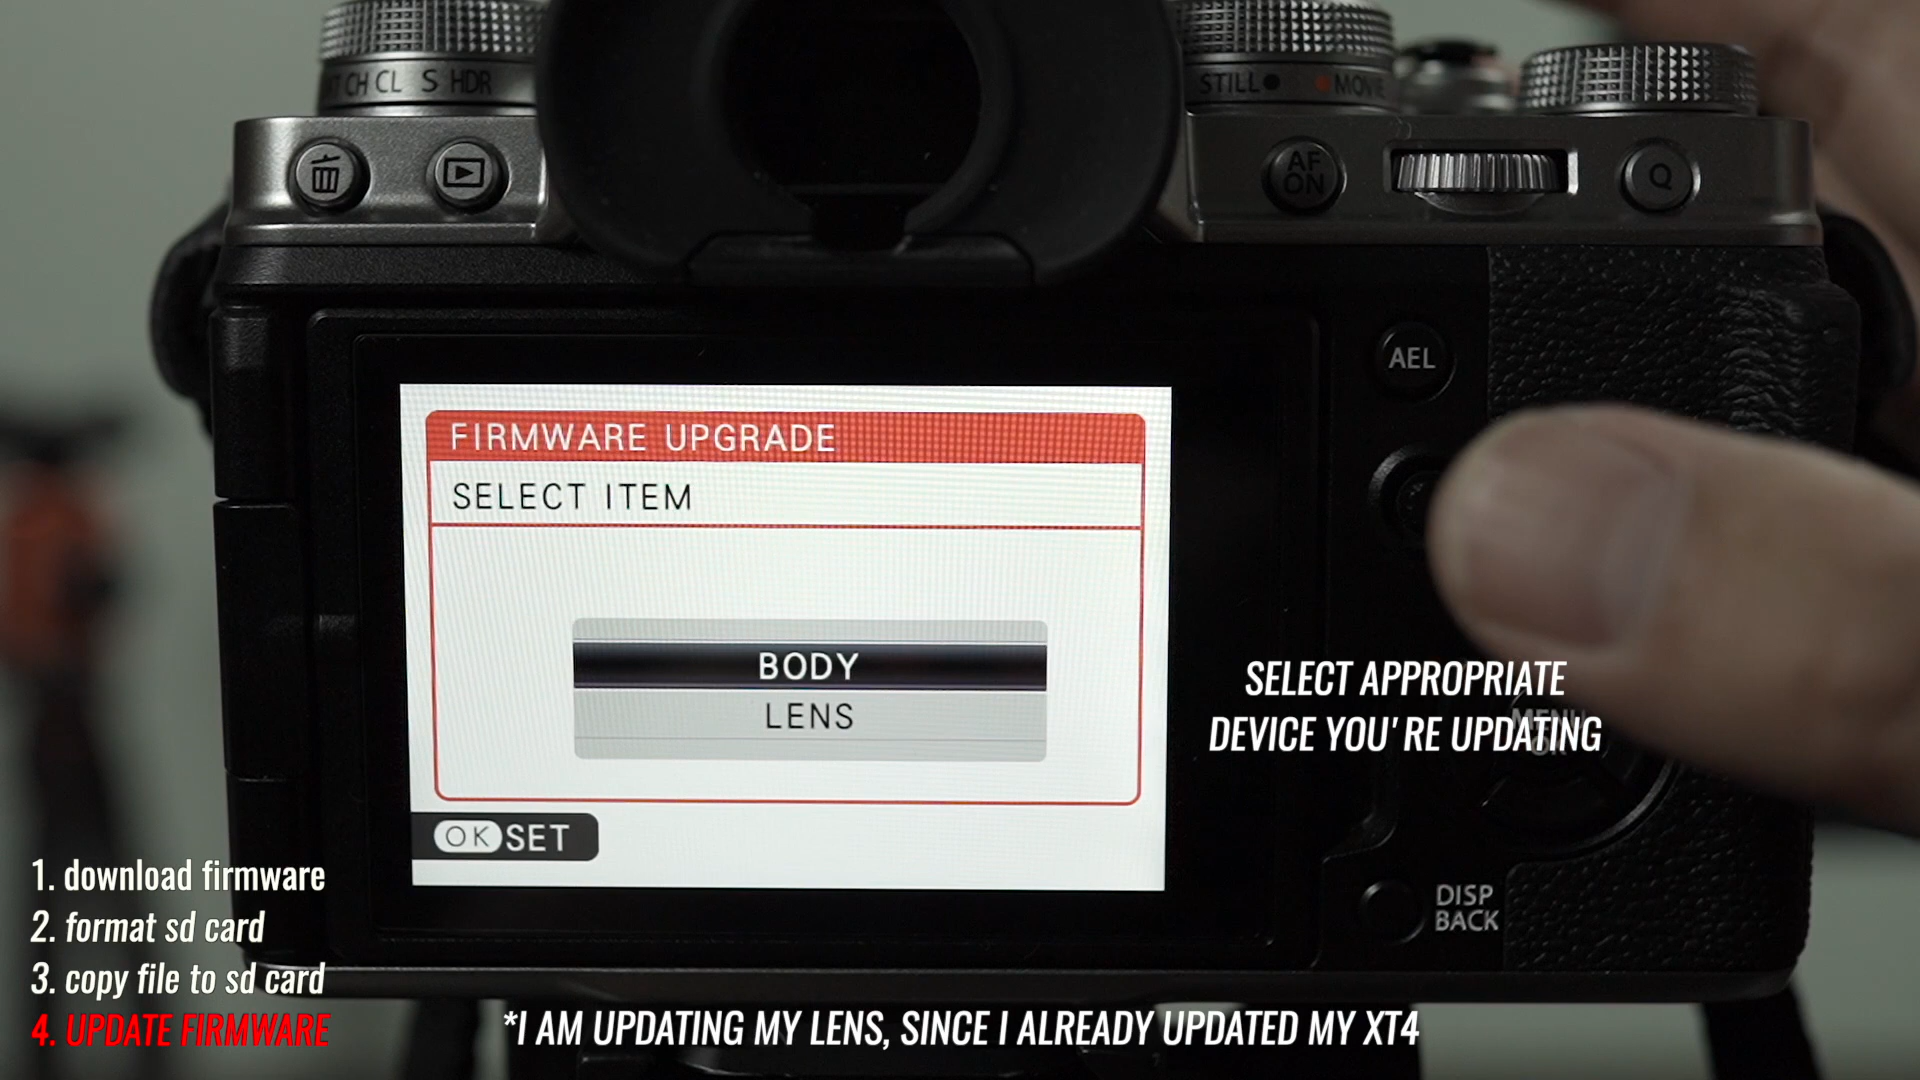 CH CL S HDR
STILL MOVIE
AF
ON
Q
AEL
FIRMWARE UPGRADE
SELECT ITEM
BODY
LENS
OK SET
SELECT APPROPRIATE
DEVICE YOU'RE UPDATING
MENU
OK
DISP
BACK
1. download firmware
2. format sd card
3. copy file to sd card
4. UPDATE FIRMWARE
*I AM UPDATING MY LENS, SINCE I ALREADY UPDATED MY XT4